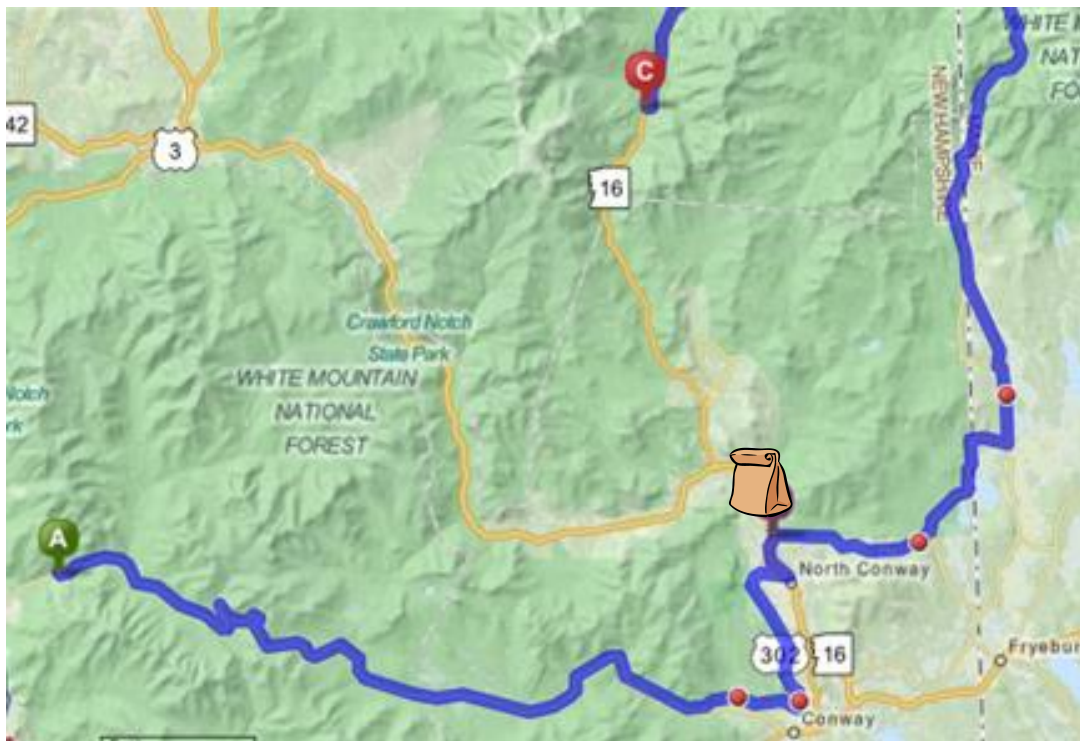 WHITE
NAT
FO
C
42
3
NEW HAMPSHIRE
16
Crawford Notch
State Park
WHITE MOUNTAIN
NATIONAL
FOREST
Notch
rk
A
North Conway
302
16
Fryebur
Conway